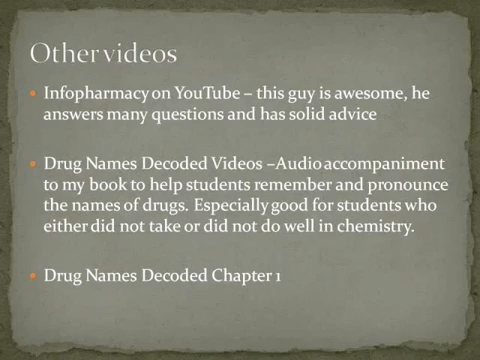 Other videos
• Infopharmacy on YouTube – this guy is awesome, he
answers many questions and has solid advice
• Drug Names Decoded Videos –Audio accompaniment
to my book to help students remember and pronounce
the names of drugs. Especially good for students who
either did not take or did not do well in chemistry.
• Drug Names Decoded Chapter 1